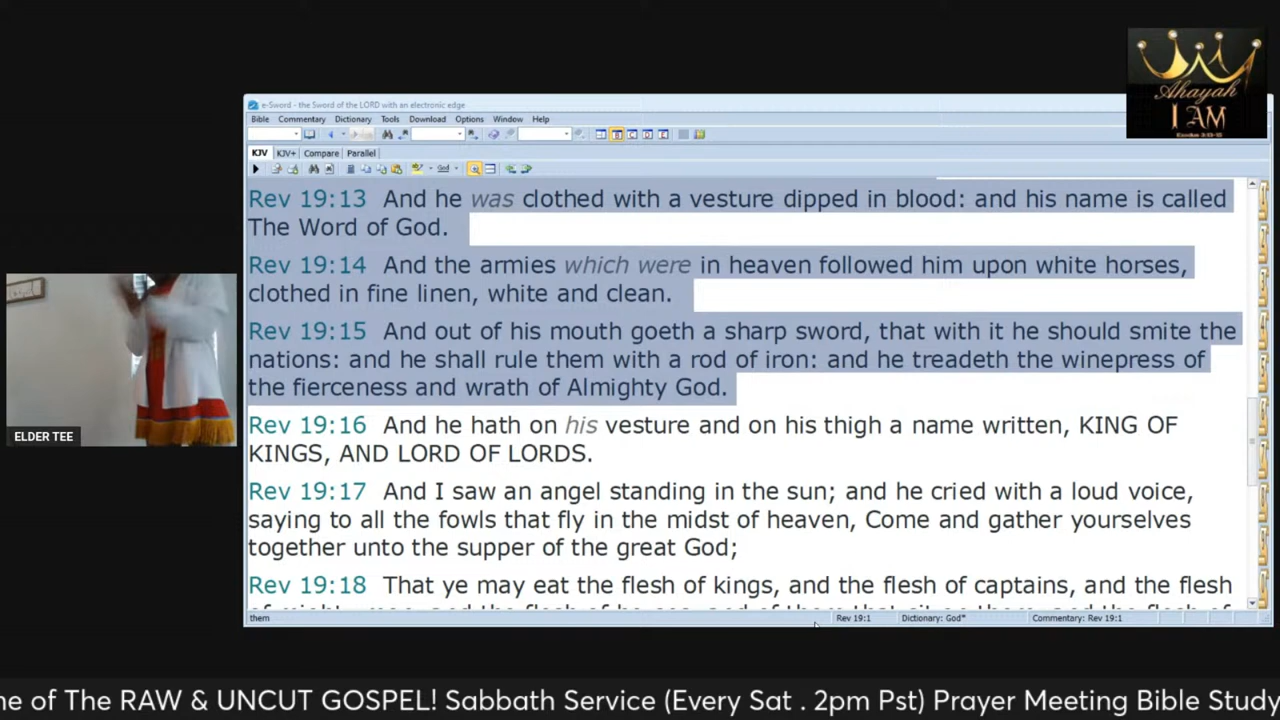 Ahayah
I AM
Exodus 3:13-15
e-Sword - the Sword of the LORD with an electronic edge
Bible Commentary Dictionary Tools Download Options Window Help
KJV KJV+ Compare Parallel
God
Rev 19:13 And he was clothed with a vesture dipped in blood: and his name is called
The Word of God.
Rev 19:14 And the armies which were in heaven followed him upon white horses,
clothed in fine linen, white and clean.
Rev 19:15 And out of his mouth goeth a sharp sword, that with it he should smite the
nations: and he shall rule them with a rod of iron: and he treadeth the winepress of
the fierceness and wrath of Almighty God.
Rev 19:16 And he hath on his vesture and on his thigh a name written, KING OF
KINGS, AND LORD OF LORDS.
Rev 19:17 And I saw an angel standing in the sun; and he cried with a loud voice,
saying to all the fowls that fly in the midst of heaven, Come and gather yourselves
together unto the supper of the great God;
Rev 19:18 That ye may eat the flesh of kings, and the flesh of captains, and the flesh
them Rev 19:1 Dictionary: God* Commentary: Rev 19:1
ELDER TEE
of The RAW & UNCUT GOSPEL! Sabbath Service (Every Sat . 2pm Pst) Prayer Meeting Bible Study